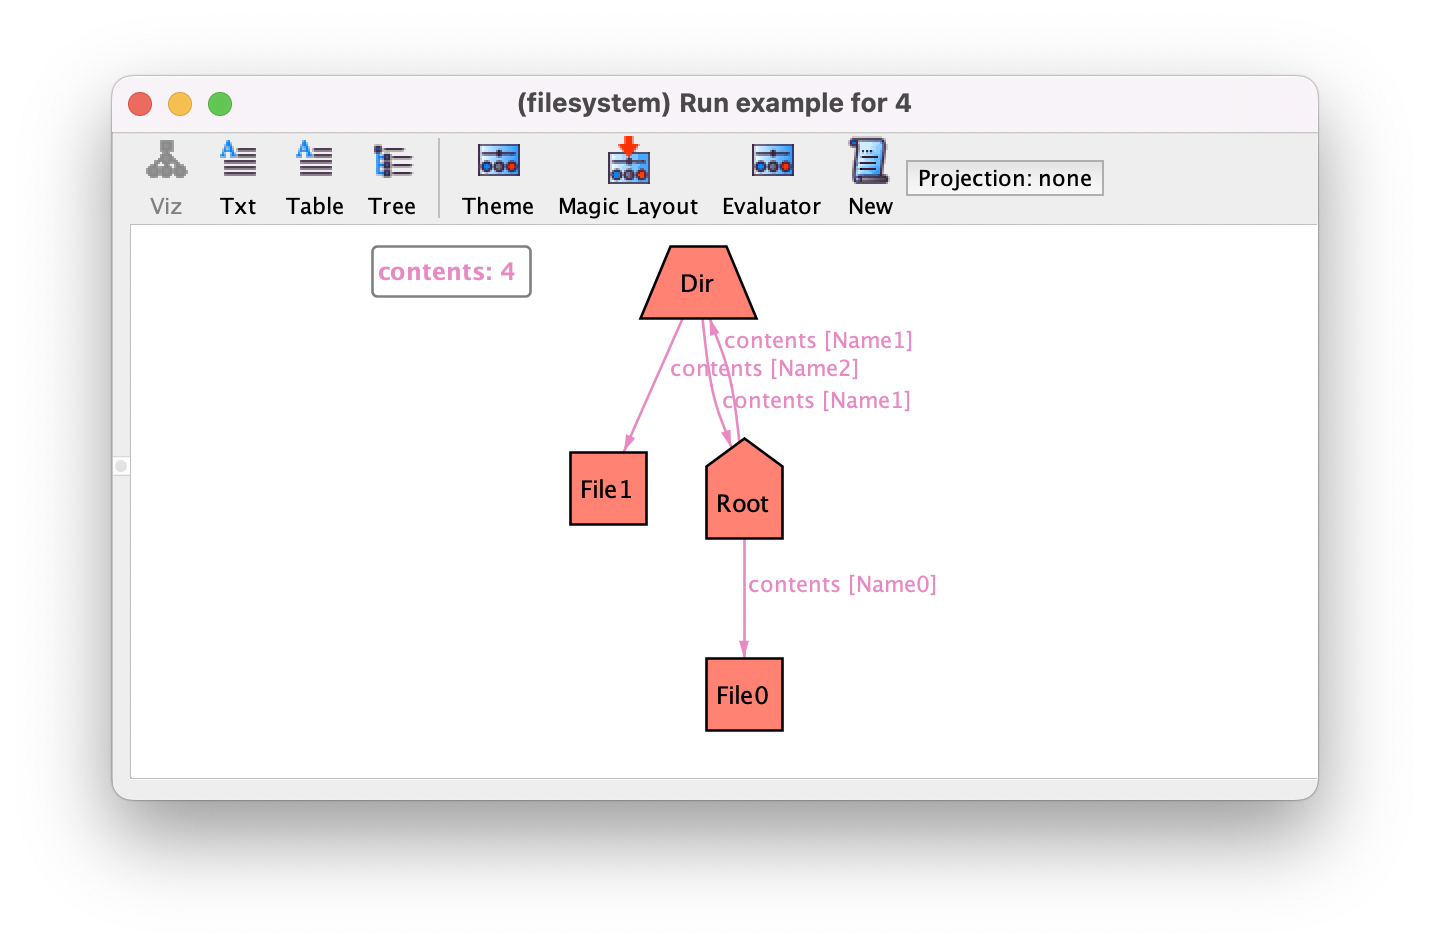 (filesystem) Run example for 4
Viz Txt Table Tree Theme Magic Layout Evaluator New Projection: none
contents: 4
Dir
contents [Name1]
contents [Name2]
contents [Name1]
File1
Root
contents [Name0]
File0